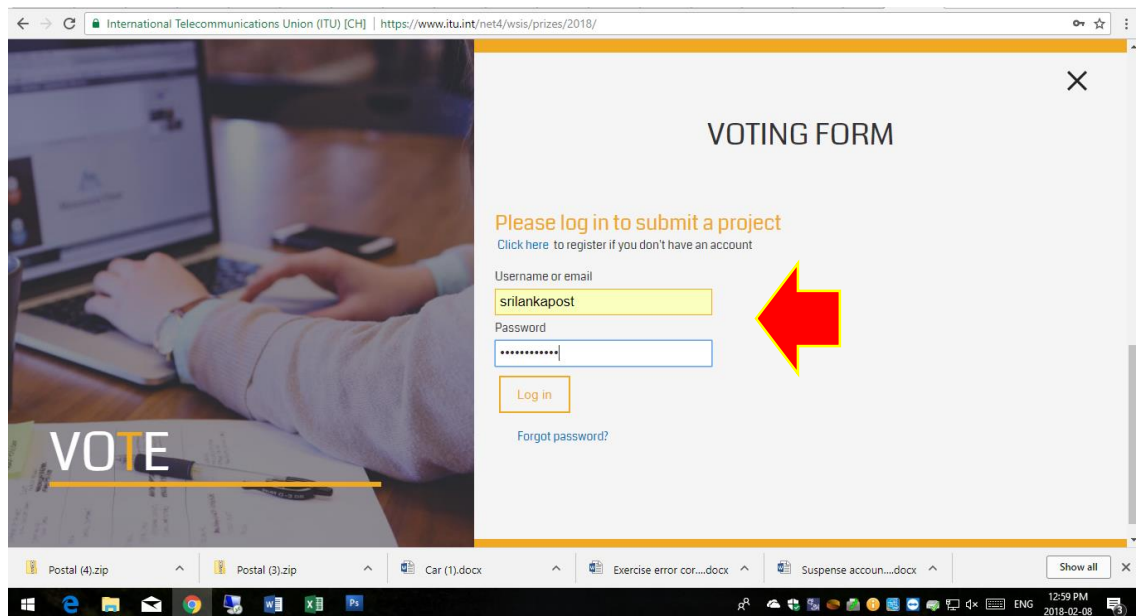 International Telecommunications Union (ITU) [CH] | https://www.itu.int/net4/wsis/prizes/2018/
VOTING FORM
Please log in to submit a project
Click here to register if you don't have an account
Username or email
srilankapost
Password
••••••••••••
Log in
Forgot password?
VOTE
Postal (4).zip
Postal (3).zip
Car (1).docx
Exercise error cor....docx
Suspense accoun....docx
Show all
ENG
12:59 PM
2018-02-08